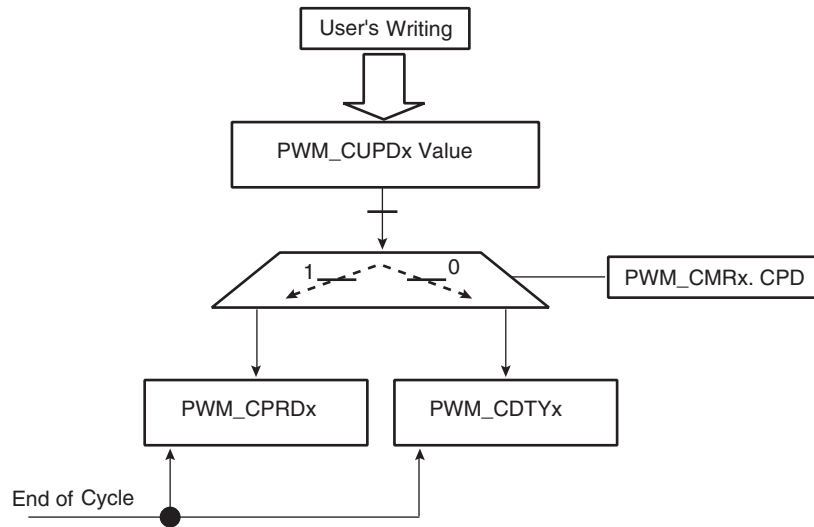 User's Writing
PWM_CUPDx Value
1
0
PWM_CMRx. CPD
PWM_CPRDx
PWM_CDTYx
End of Cycle